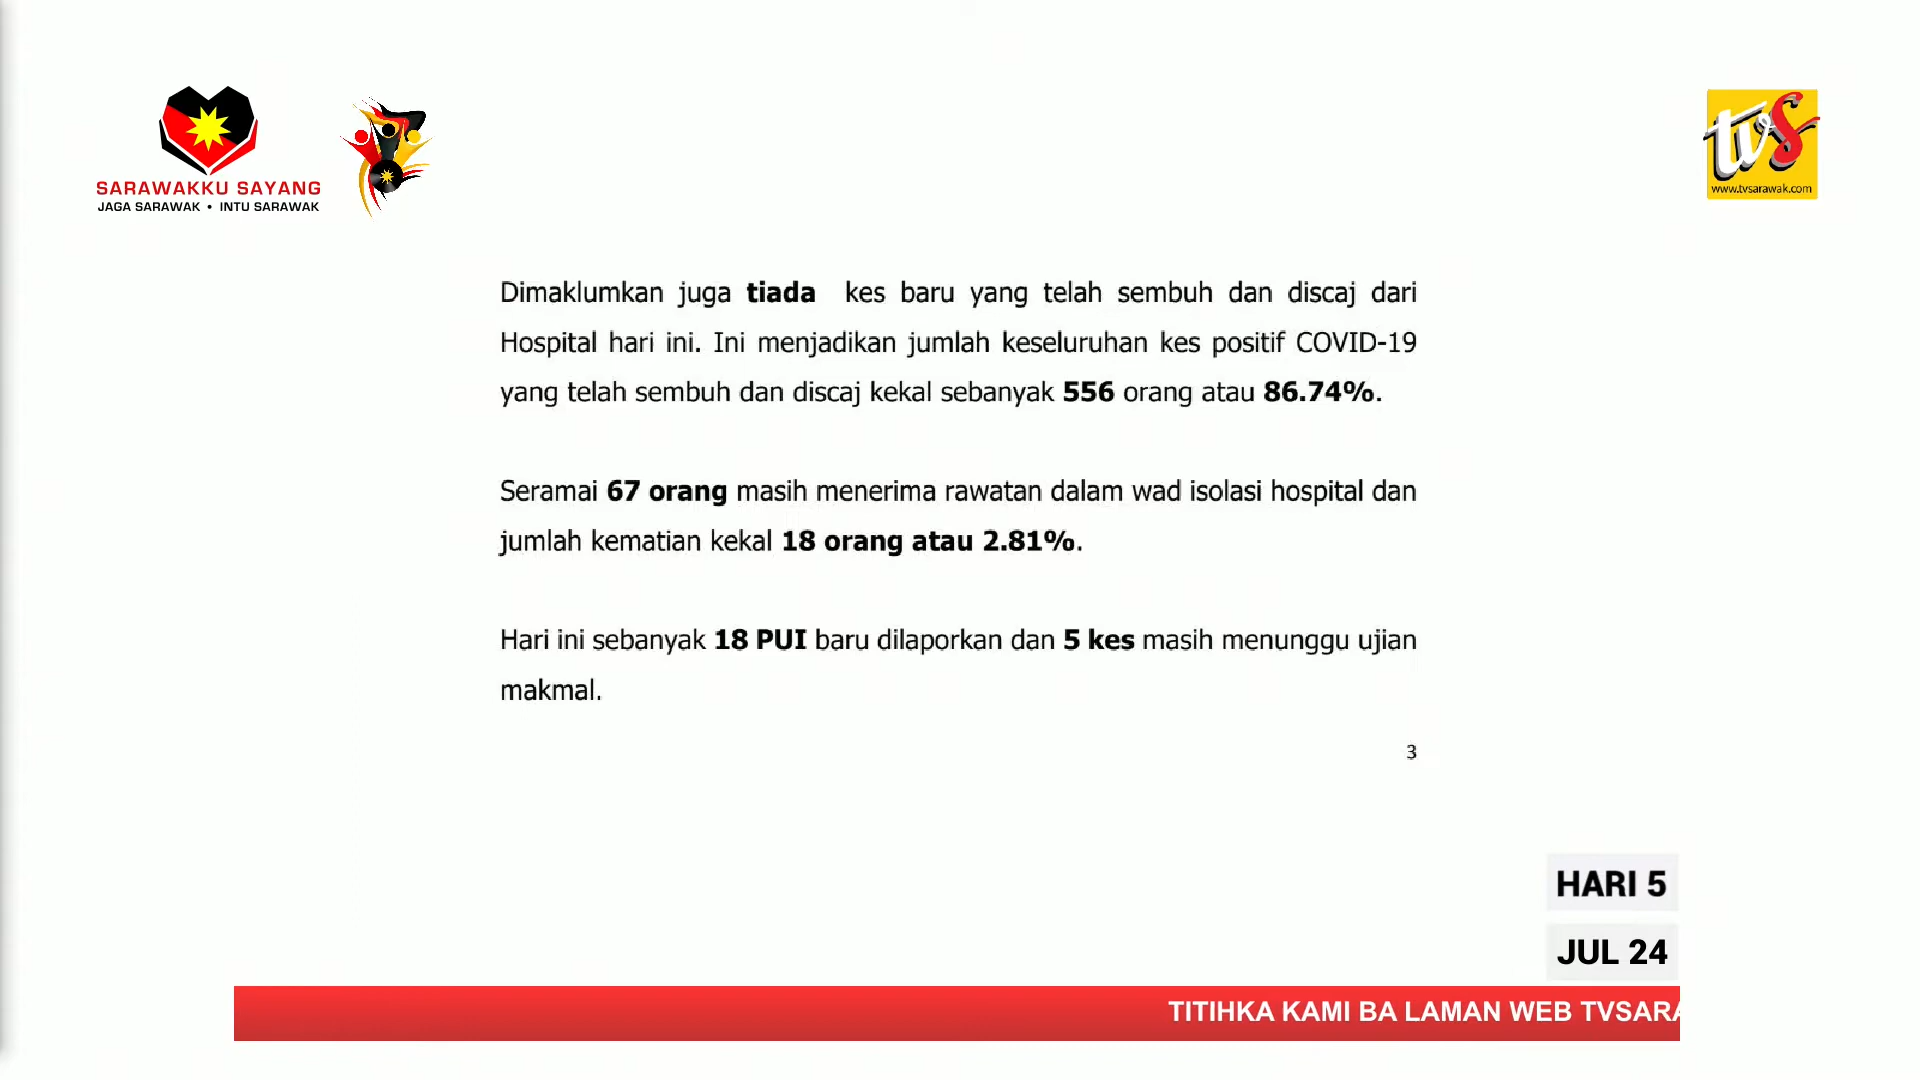 SARAWAKKU SAYANG
JAGA SARAWAK • INTU SARAWAK
tvS
www.tvsarawak.com
Dimaklumkan juga tiada kes baru yang telah sembuh dan discaj dari
Hospital hari ini. Ini menjadikan jumlah keseluruhan kes positif COVID-19
yang telah sembuh dan discaj kekal sebanyak 556 orang atau 86.74%.
Seramai 67 orang masih menerima rawatan dalam wad isolasi hospital dan
jumlah kematian kekal 18 orang atau 2.81%.
Hari ini sebanyak 18 PUI baru dilaporkan dan 5 kes masih menunggu ujian
makmal.
3
HARI 5
JUL 24
TITIHKA KAMI BA LAMAN WEB TVSARA